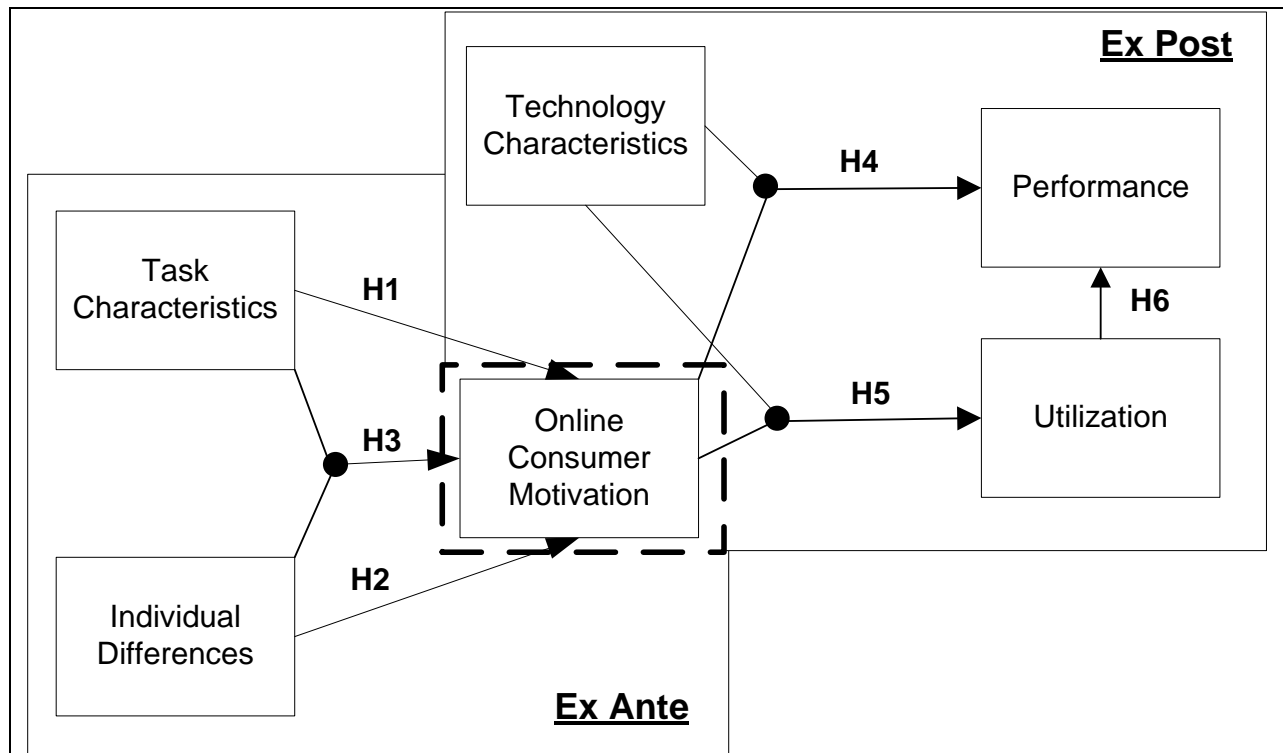 Ex Post
Technology
Characteristics
H4
Performance
Task
Characteristics
H1
H6
H5
Online
Consumer
Motivation
Utilization
H3
H2
Individual
Differences
Ex Ante